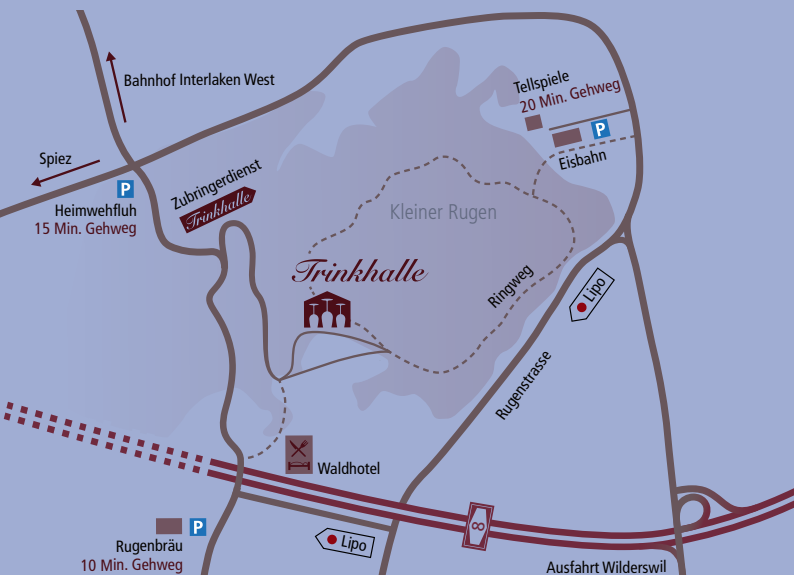 Tellspiele
20 Min. Gehweg
Bahnhof Interlaken West
P
Eisbahn
Spiez
P
Zubringerdienst
Trinkhalle
Heimwehfluh
15 Min. Gehweg
Kleiner Rugen
Trinkhalle
Ringweg
Lipo
Rugenstrasse
Waldhotel
P
8
Rugenbräu
10 Min. Gehweg
Lipo
Ausfahrt Wilderswil